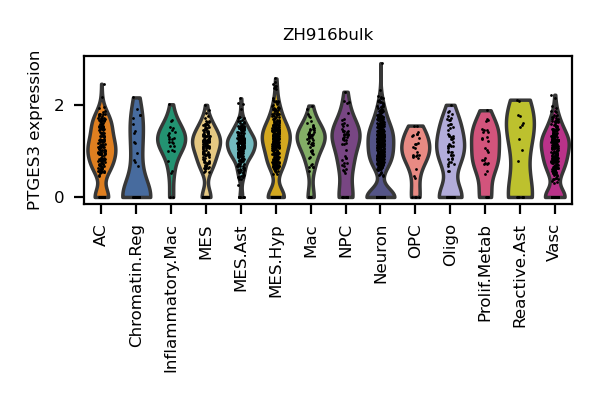 ZH916bulk
PTGES3 expression
2
0
AC
Chromatin.Reg
Inflammatory.Mac
MES
MES.Ast
MES.Hyp
Mac
NPC
Neuron
OPC
Oligo
Prolif.Metab
Reactive.Ast
Vasc